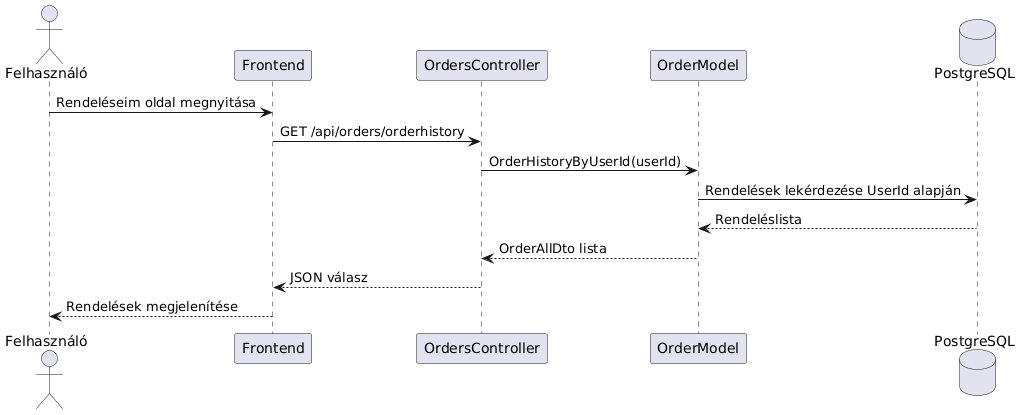 Felhasználó
Frontend
OrdersController
OrderModel
PostgreSQL
Rendeléseim oldal megnyitása
GET /api/orders/orderhistory
OrderHistoryByUserId(userId)
Rendelések lekérdezése UserId alapján
Rendeléslista
OrderAllDto lista
JSON válasz
Rendelések megjelenítése
Felhasználó
Frontend
OrdersController
OrderModel
PostgreSQL